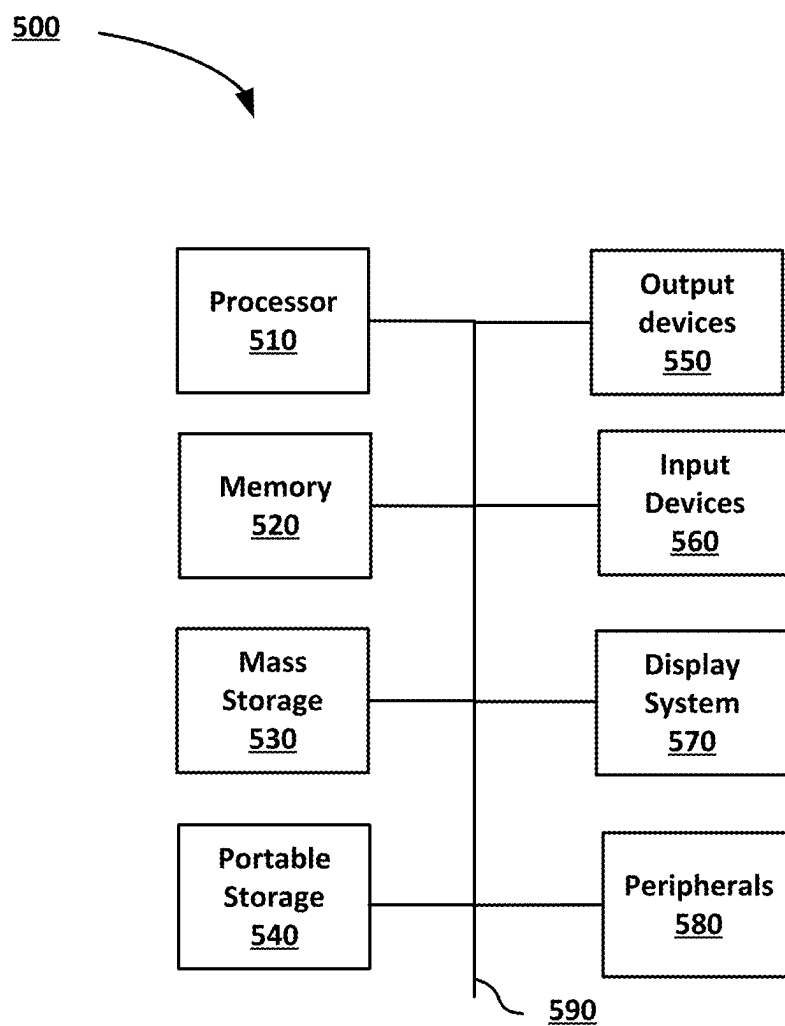 500
Processor
510
Output
devices
550
Memory
520
Input
Devices
560
Mass
Storage
530
Display
System
570
Portable
Storage
540
Peripherals
580
590